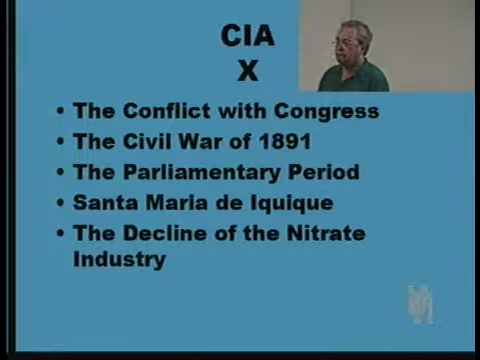 CIA
X
• The Conflict with Congress
• The Civil War of 1891
• The Parliamentary Period
• Santa Maria de Iquique
• The Decline of the Nitrate
Industry